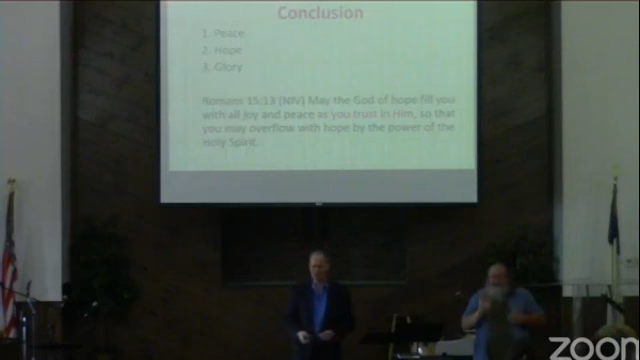 Conclusion
1. Peace
2. Hope
3. Glory
Romans 15:13 (NIV) May the God of hope fill you
with all joy and peace as you trust in Him, so that
you may overflow with hope by the power of the
Holy Spirit.
zoom